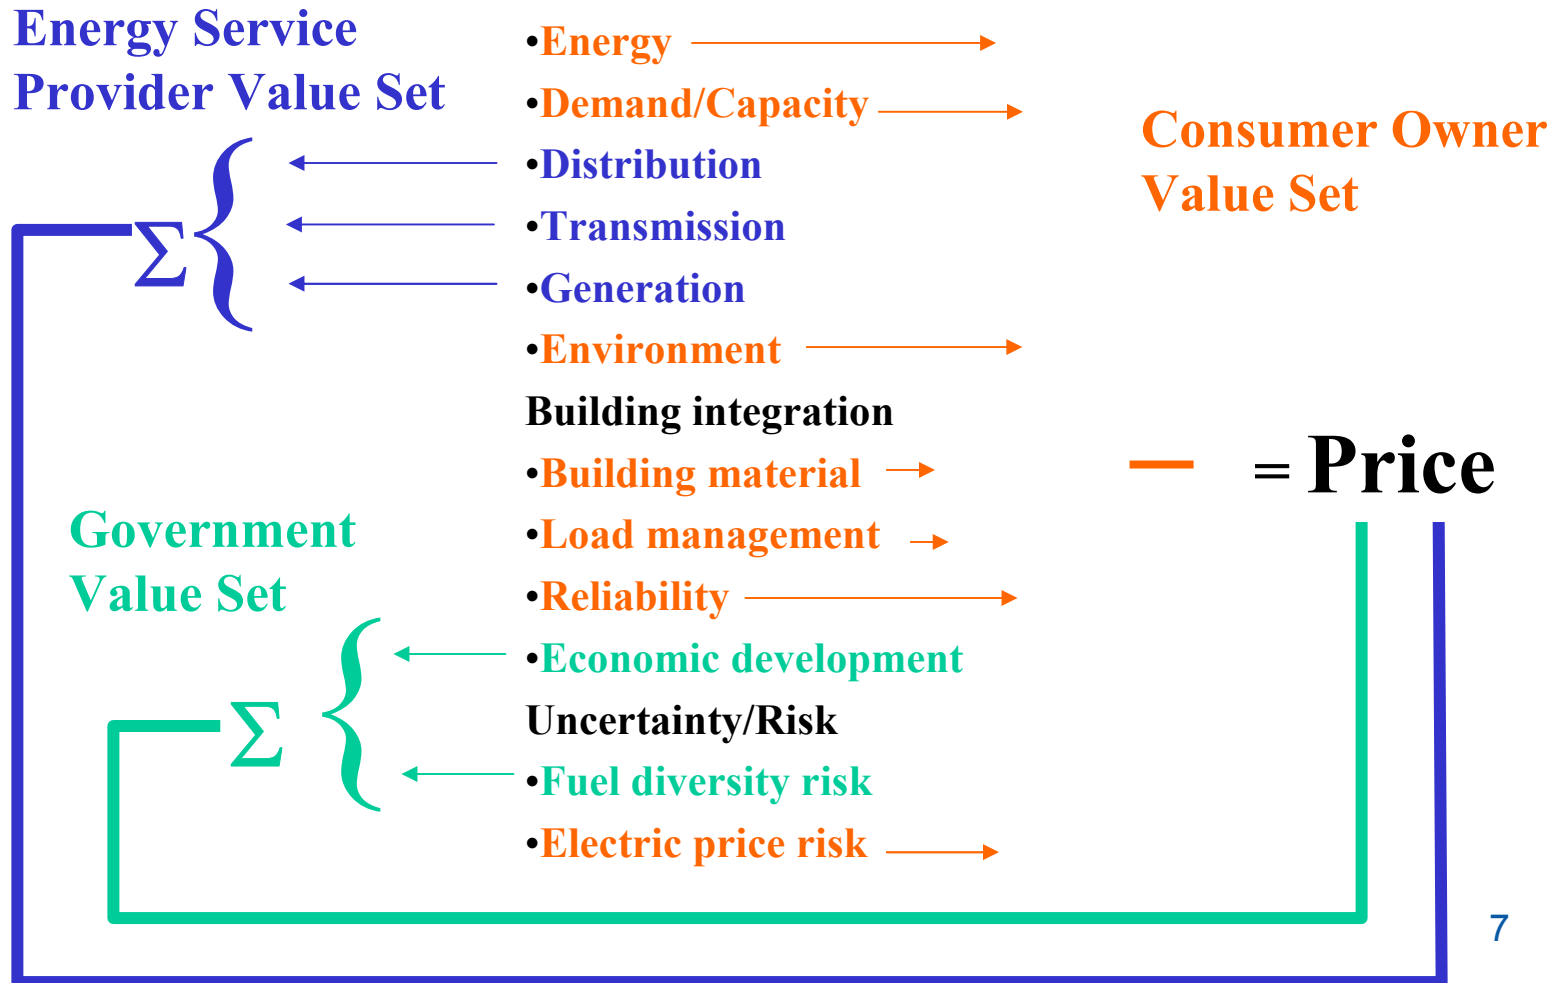 Energy Service
Provider Value Set
•Energy
•Demand/Capacity
•Distribution
•Transmission
•Generation
•Environment
Building integration
•Building material
•Load management
•Reliability
•Economic development
Uncertainty/Risk
•Fuel diversity risk
•Electric price risk
Σ
Government
Value Set
Σ
Consumer Owner
Value Set
– = Price
7